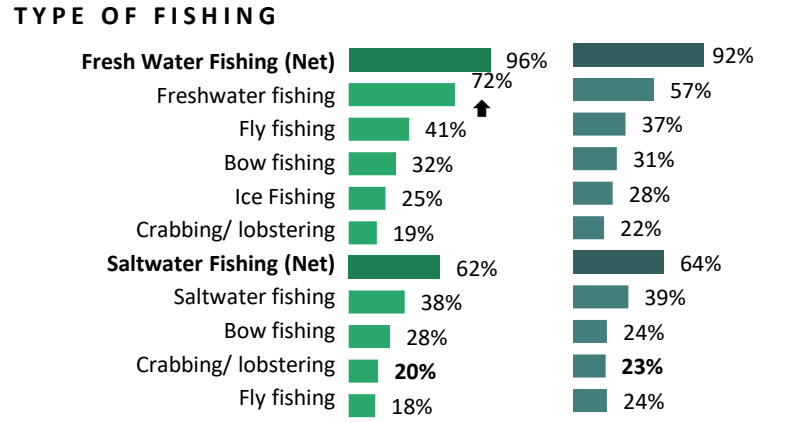 TYPE OF FISHING
Fresh Water Fishing (Net) 96% 92%
Freshwater fishing 72% 57%
Fly fishing 41% 37%
Bow fishing 32% 31%
Ice Fishing 25% 28%
Crabbing/ lobstering 19% 22%
Saltwater Fishing (Net) 62% 64%
Saltwater fishing 38% 39%
Bow fishing 28% 24%
Crabbing/ lobstering 20% 23%
Fly fishing 18% 24%